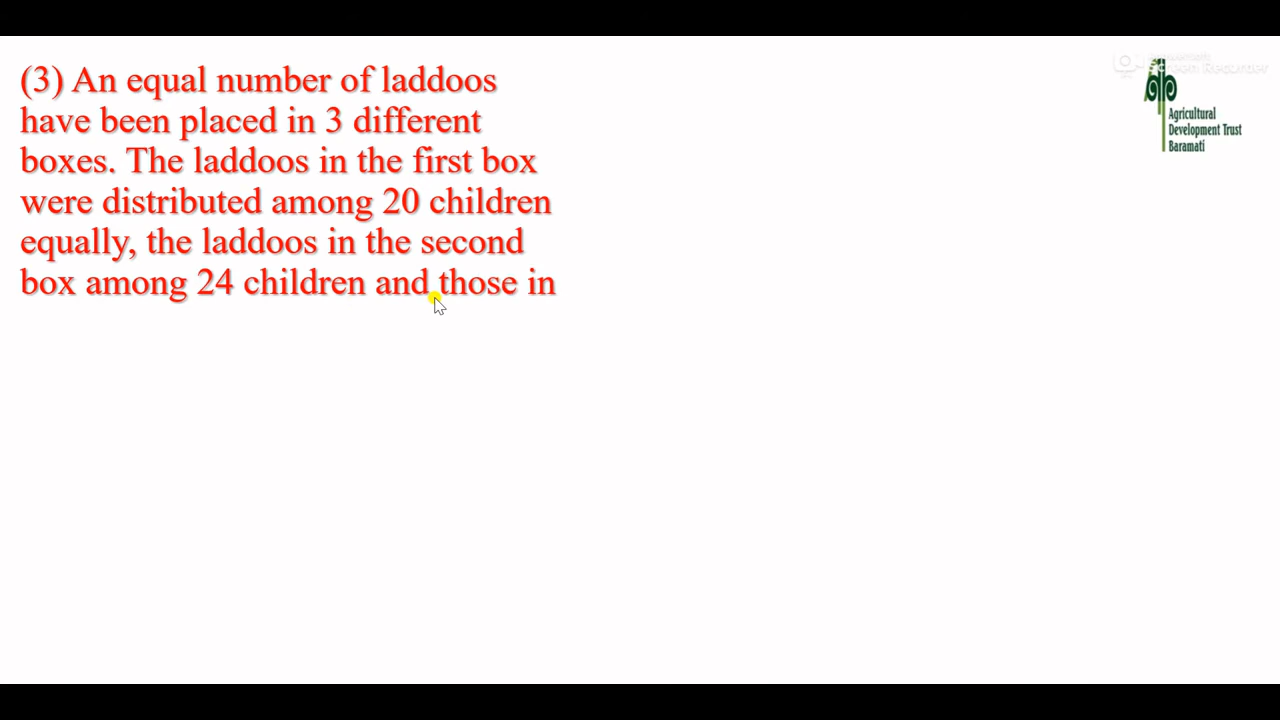 (3) An equal number of laddoos
have been placed in 3 different
boxes. The laddoos in the first box
were distributed among 20 children
equally, the laddoos in the second
box among 24 children and those in
Screen Recorder
Agricultural
Development Trust
Baramati